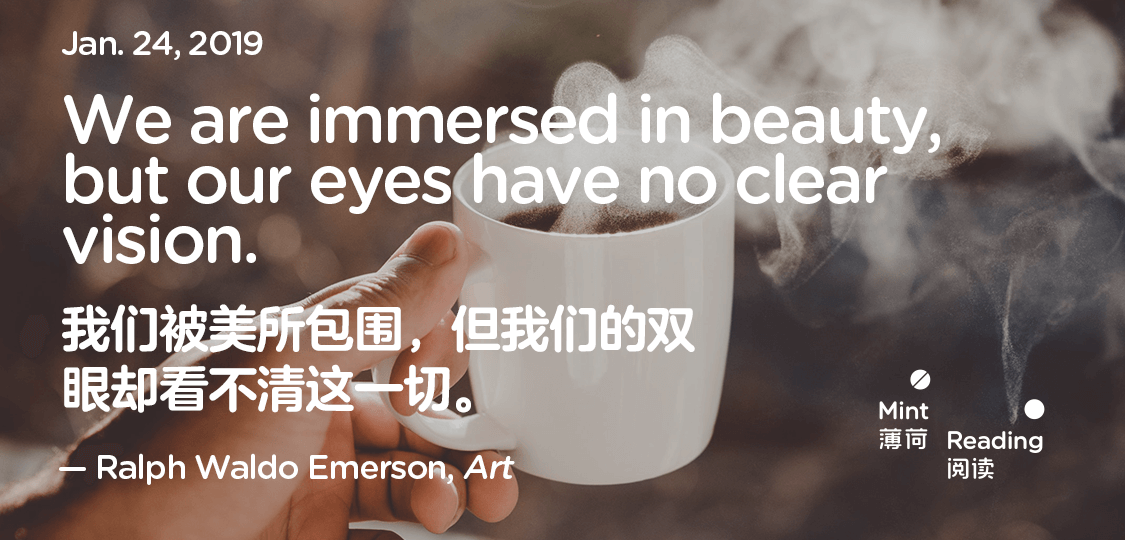 Jan. 24, 2019
We are immersed in beauty,
but our eyes have no clear
vision.
我们被美所包围，但我们的双
眼却看不清这一切。
— Ralph Waldo Emerson, Art
Mint
薄荷
Reading
阅读